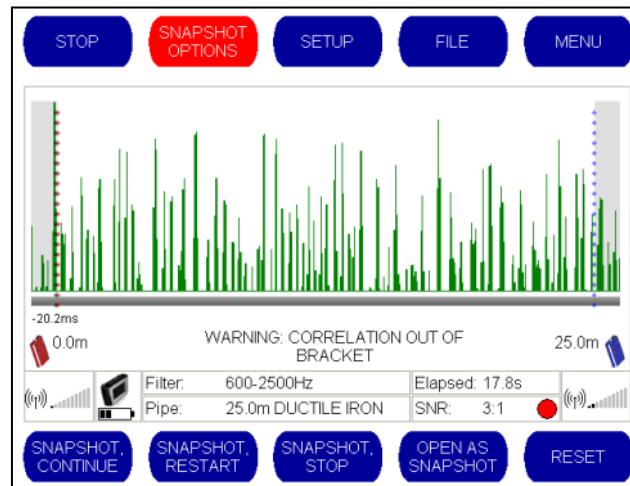 STOP
SNAPSHOT
OPTIONS
SETUP
FILE
MENU
-20.2ms
0.0m
WARNING: CORRELATION OUT OF
BRACKET
25.0m
Filter: 600-2500Hz
Elapsed: 17.8s
Pipe: 25.0m DUCTILE IRON
SNR: 3:1
SNAPSHOT,
CONTINUE
SNAPSHOT,
RESTART
SNAPSHOT,
STOP
OPEN AS
SNAPSHOT
RESET